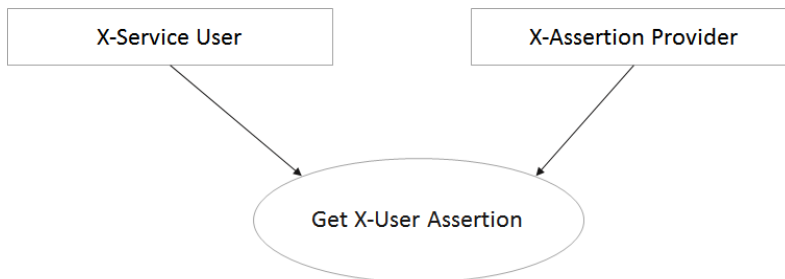 X-Service User
X-Assertion Provider
Get X-User Assertion